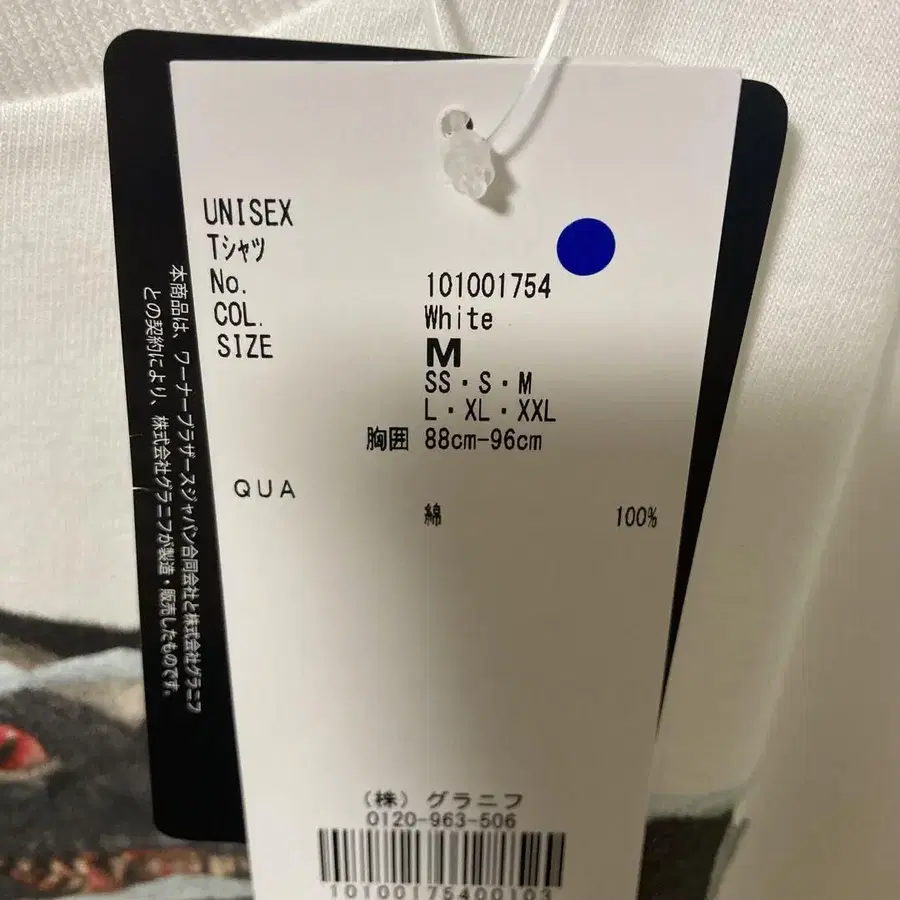 UNISEX
Tシャツ
No. 101001754
COL. White
SIZE M
SS・S・M
L・XL・XXL
胸囲 88cm-96cm
QUA
綿 100%
(株) グラニフ
0120-963-506
10100175400103
本商品は、ワーナーブラザースジャパン合同会社と株式会社グラニフ
との契約により、株式会社グラニフが製造・販売したものです。